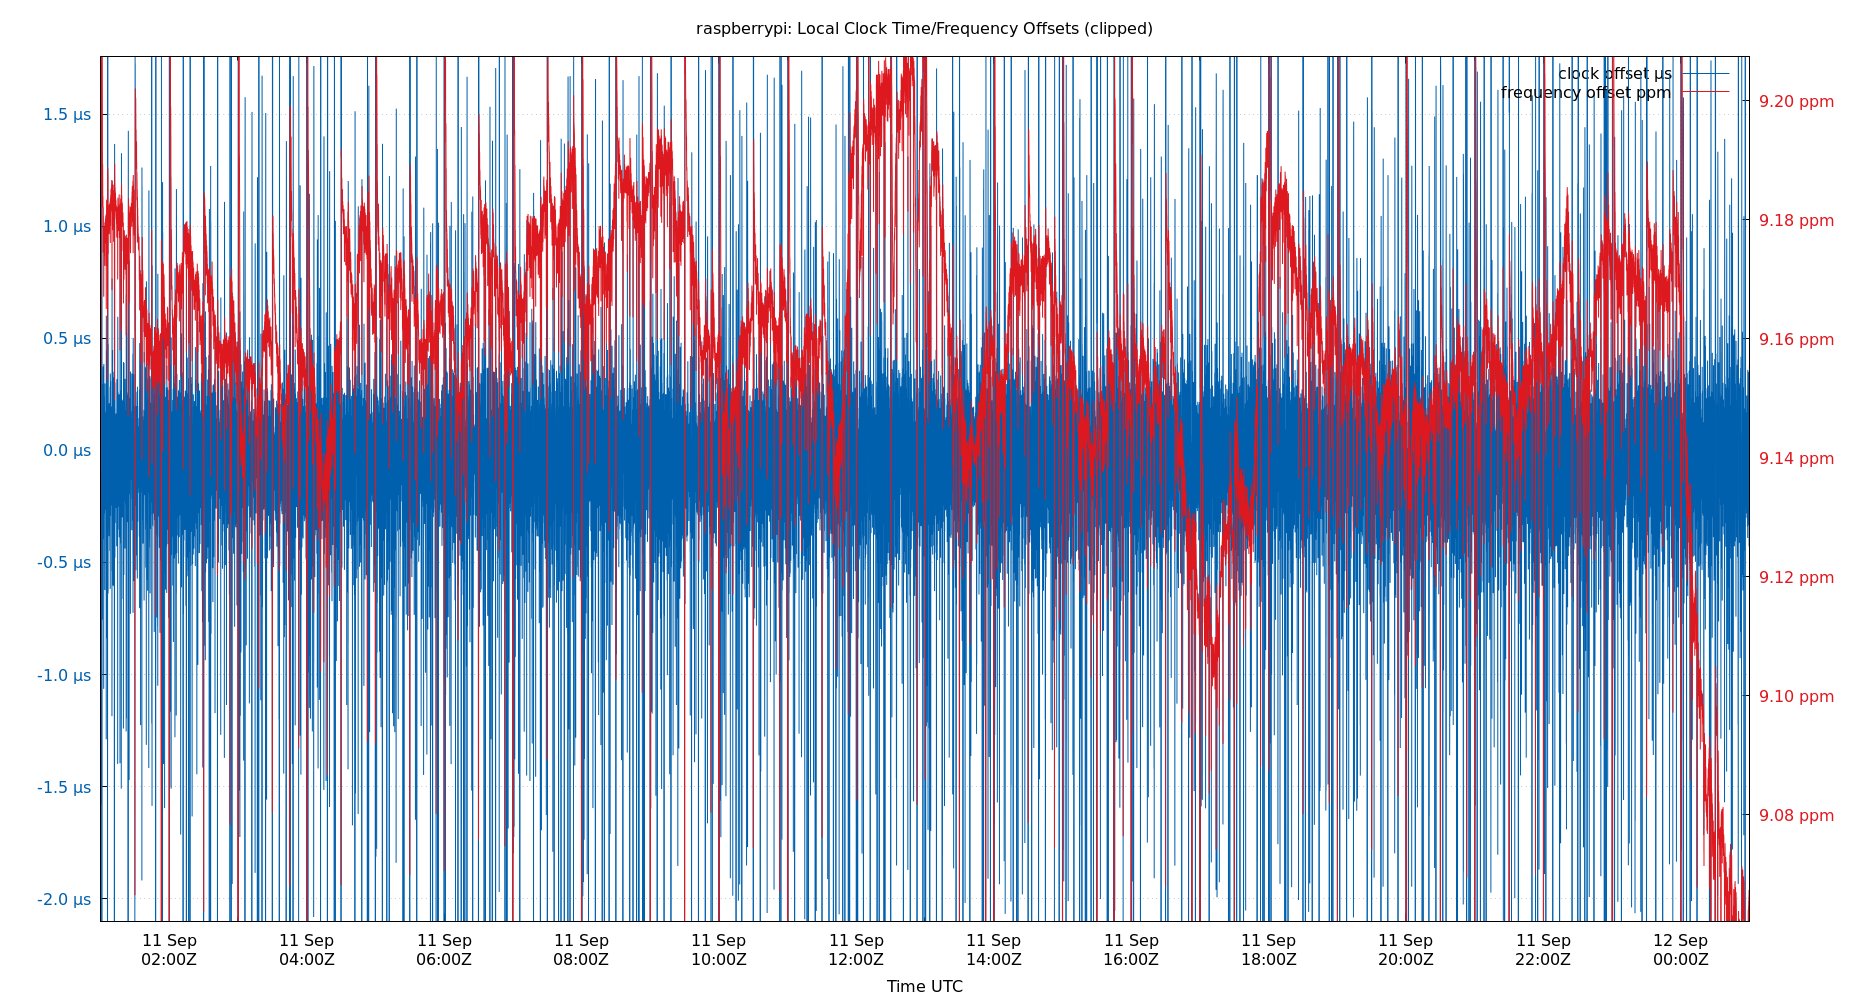 raspberrypi: Local Clock Time/Frequency Offsets (clipped)
clock offset µs
frequency offset ppm
1.5 µs
1.0 µs
0.5 µs
0.0 µs
-0.5 µs
-1.0 µs
-1.5 µs
-2.0 µs
9.20 ppm
9.18 ppm
9.16 ppm
9.14 ppm
9.12 ppm
9.10 ppm
9.08 ppm
11 Sep 11 Sep 11 Sep 11 Sep 11 Sep 11 Sep 11 Sep 11 Sep 11 Sep 11 Sep 11 Sep 12 Sep
02:00Z 04:00Z 06:00Z 08:00Z 10:00Z 12:00Z 14:00Z 16:00Z 18:00Z 20:00Z 22:00Z 00:00Z
Time UTC